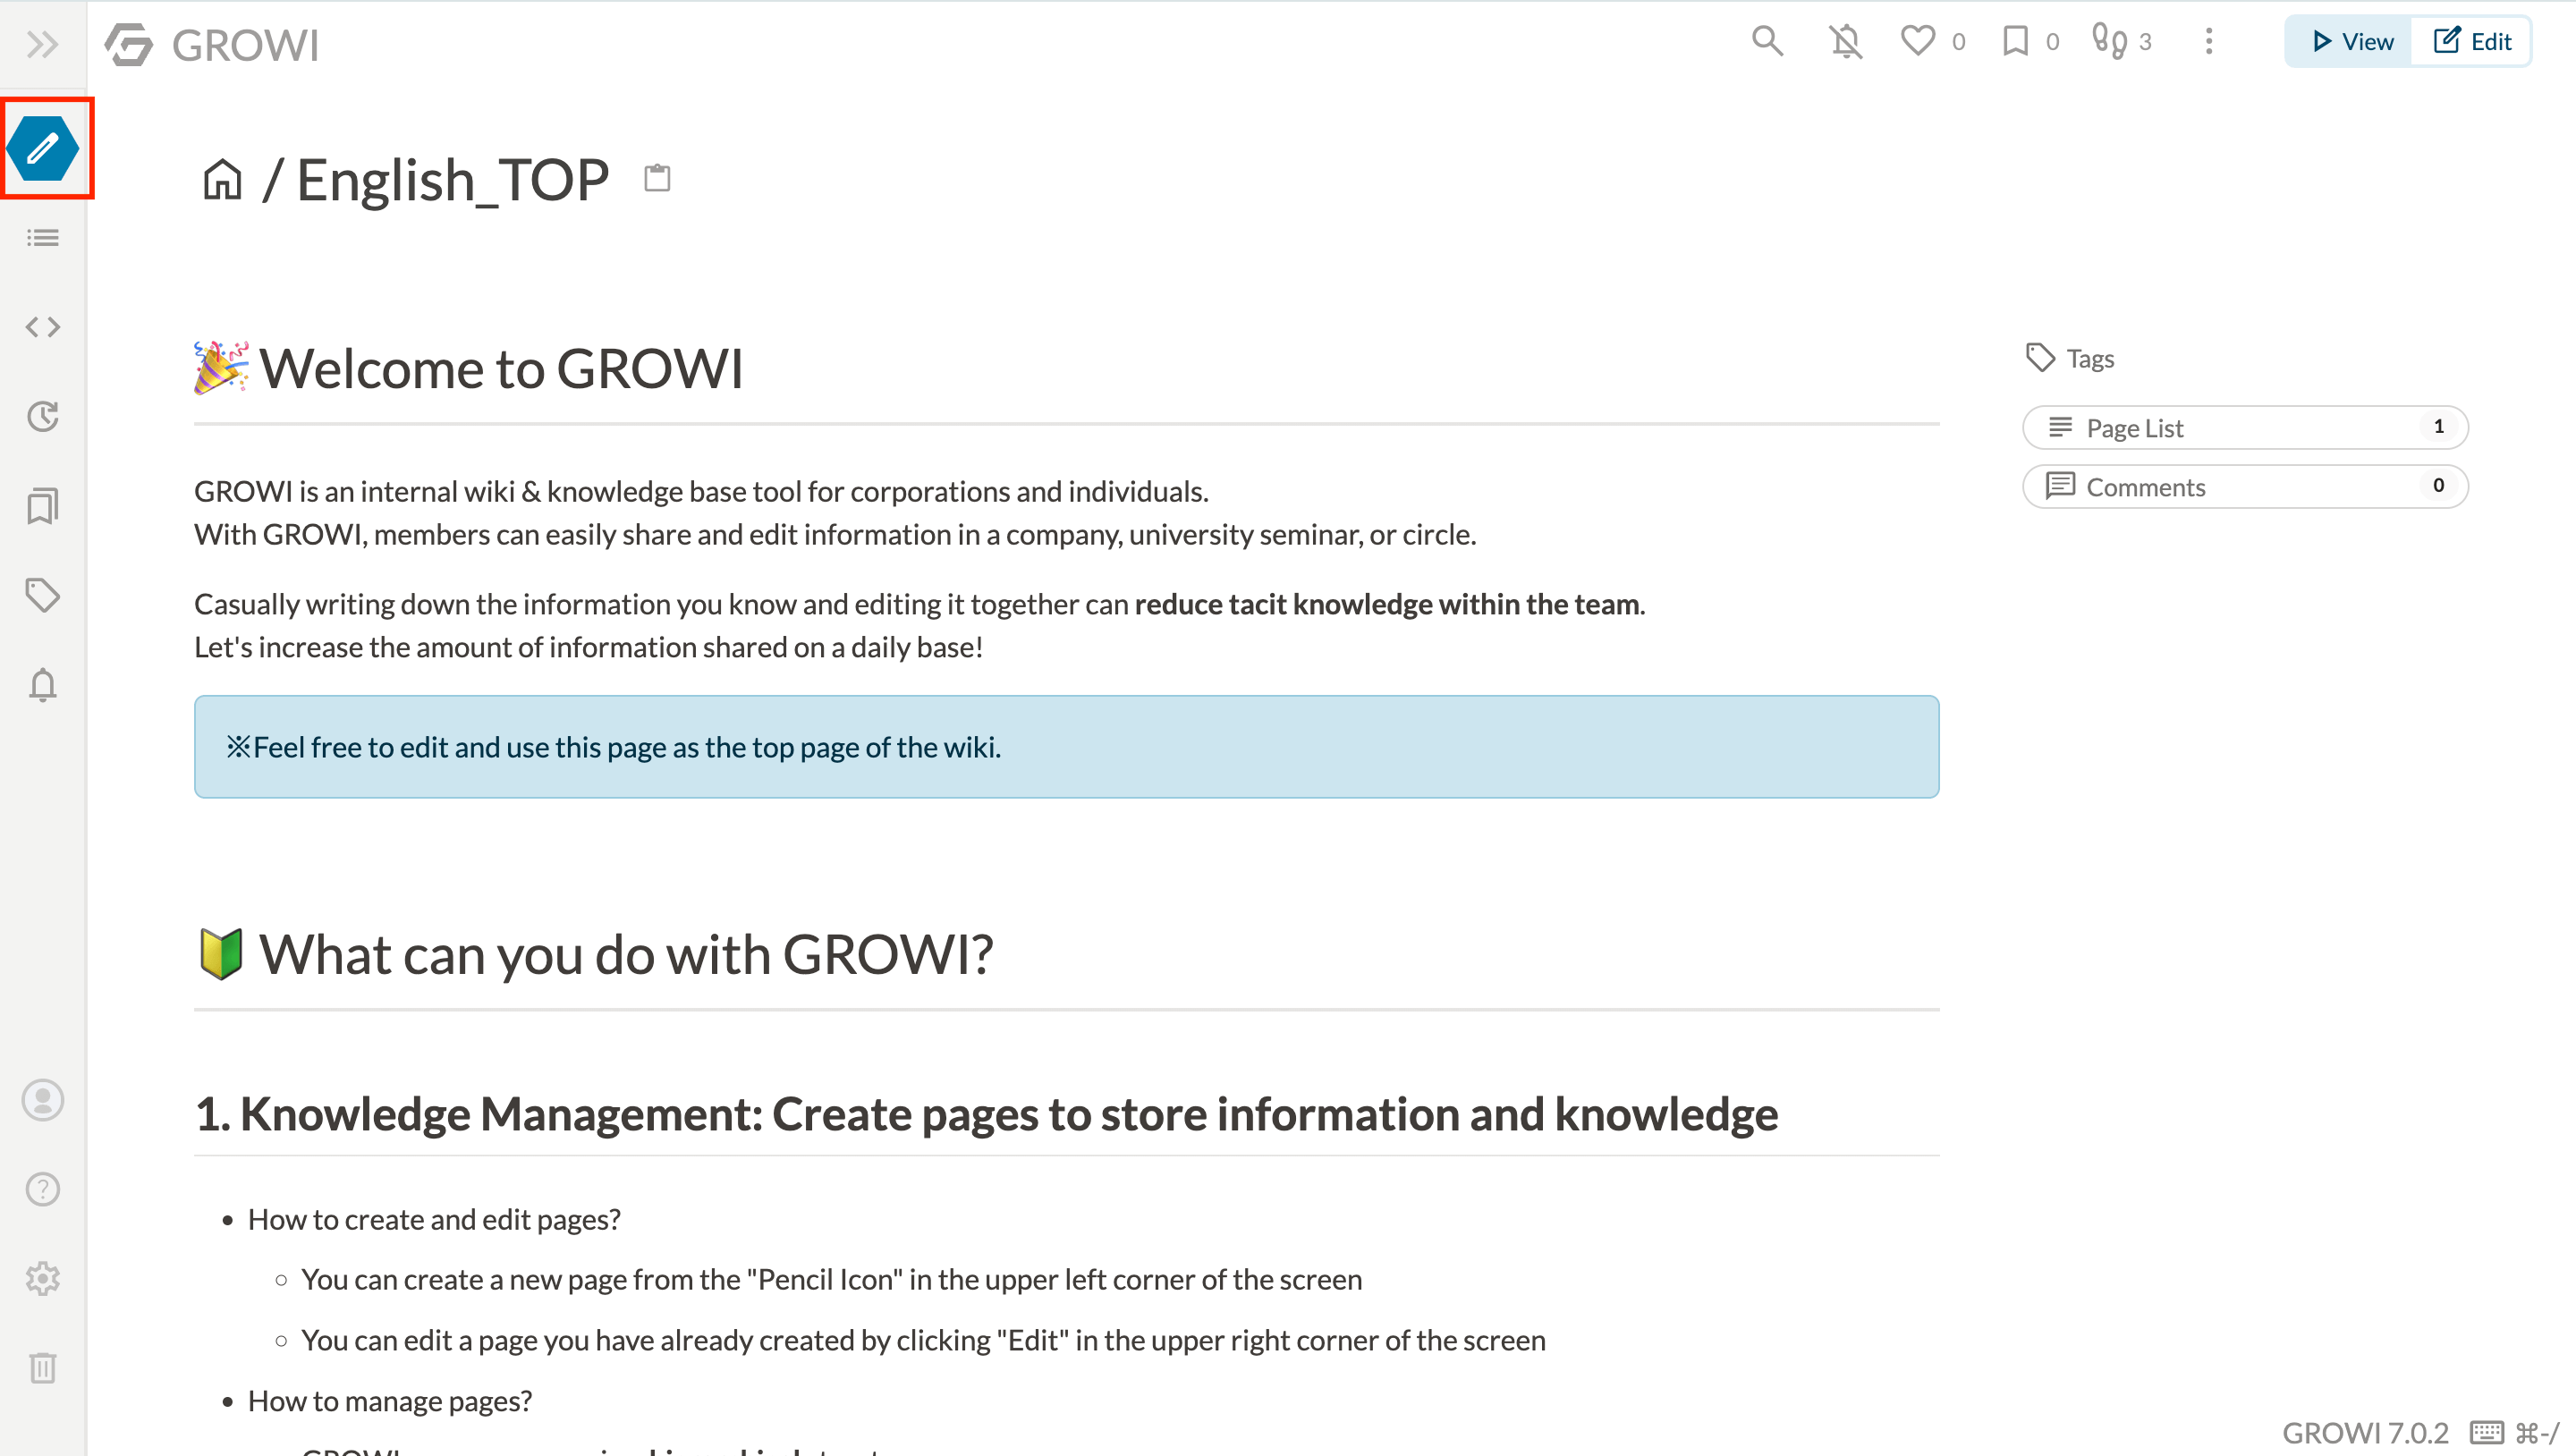 GROWI
0
0
3
View
Edit
/ English_TOP
Welcome to GROWI
Tags
Page List 1
Comments 0
GROWI is an internal wiki & knowledge base tool for corporations and individuals.
With GROWI, members can easily share and edit information in a company, university seminar, or circle.
Casually writing down the information you know and editing it together can reduce tacit knowledge within the team.
Let's increase the amount of information shared on a daily base!
※Feel free to edit and use this page as the top page of the wiki.
What can you do with GROWI?
1. Knowledge Management: Create pages to store information and knowledge
• How to create and edit pages?
◦ You can create a new page from the "Pencil Icon" in the upper left corner of the screen
◦ You can edit a page you have already created by clicking "Edit" in the upper right corner of the screen
• How to manage pages?
GROWI 7.0.2 ⌘-/